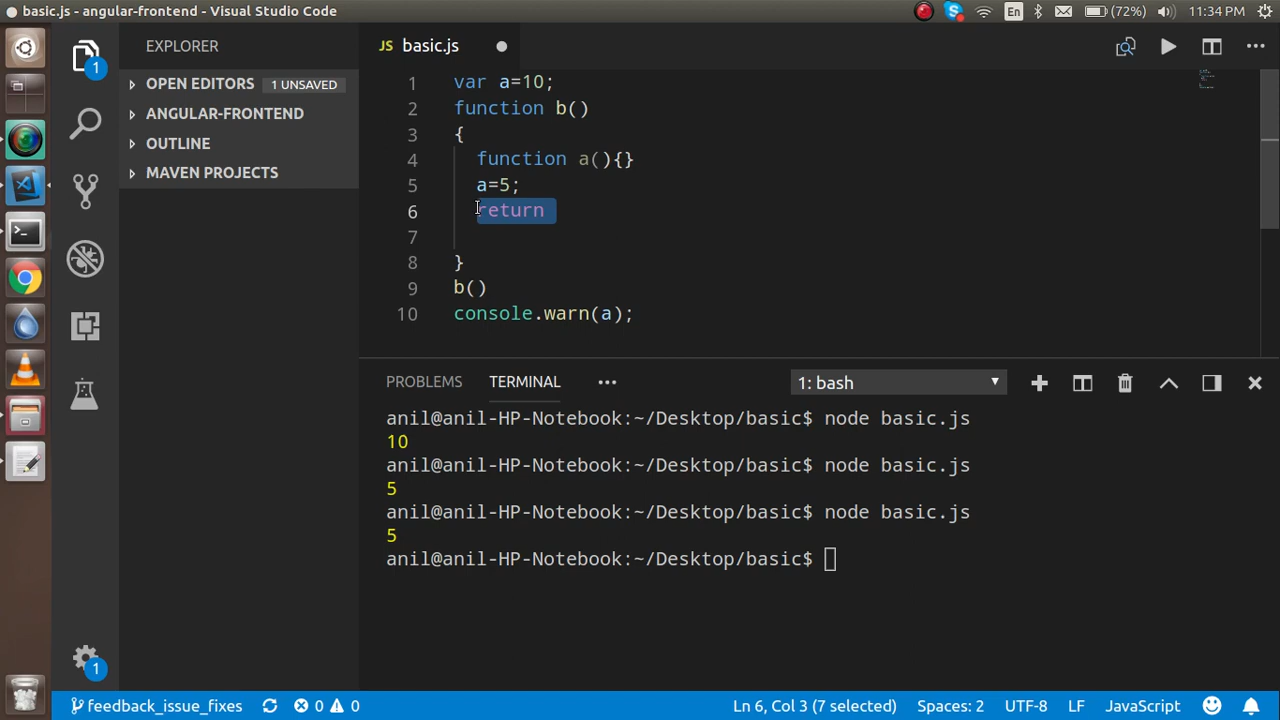 basic.js - angular-frontend - Visual Studio Code
En (72%) 11:34 PM
1
EXPLORER
OPEN EDITORS 1 UNSAVED
ANGULAR-FRONTEND
OUTLINE
MAVEN PROJECTS
1
JS basic.js
1 var a=10;
2 function b()
3 {
4 function a(){}
5 a=5;
6 return
7
8 }
9 b()
10 console.warn(a);
PROBLEMS TERMINAL 1: bash
anil@anil-HP-Notebook:~/Desktop/basic$ node basic.js
10
anil@anil-HP-Notebook:~/Desktop/basic$ node basic.js
5
anil@anil-HP-Notebook:~/Desktop/basic$ node basic.js
5
anil@anil-HP-Notebook:~/Desktop/basic$
feedback_issue_fixes 0 0 Ln 6, Col 3 (7 selected) Spaces: 2 UTF-8 LF JavaScript